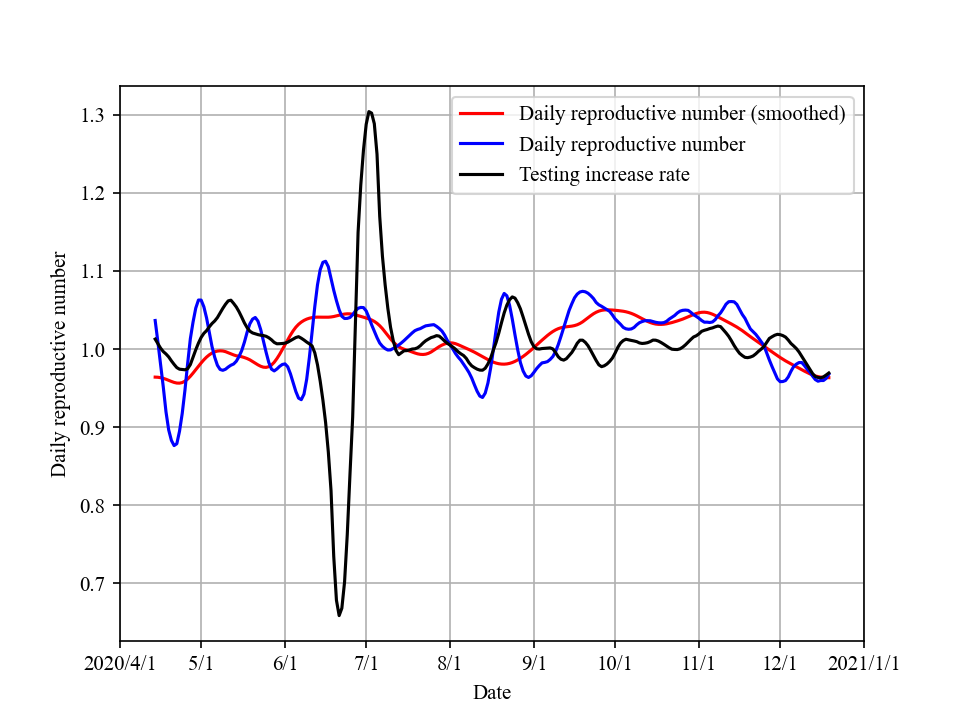 Daily reproductive number (smoothed)
Daily reproductive number
Testing increase rate
1.3
1.2
1.1
1.0
0.9
0.8
0.7
Daily reproductive number
2020/4/1 5/1 6/1 7/1 8/1 9/1 10/1 11/1 12/1 2021/1/1
Date